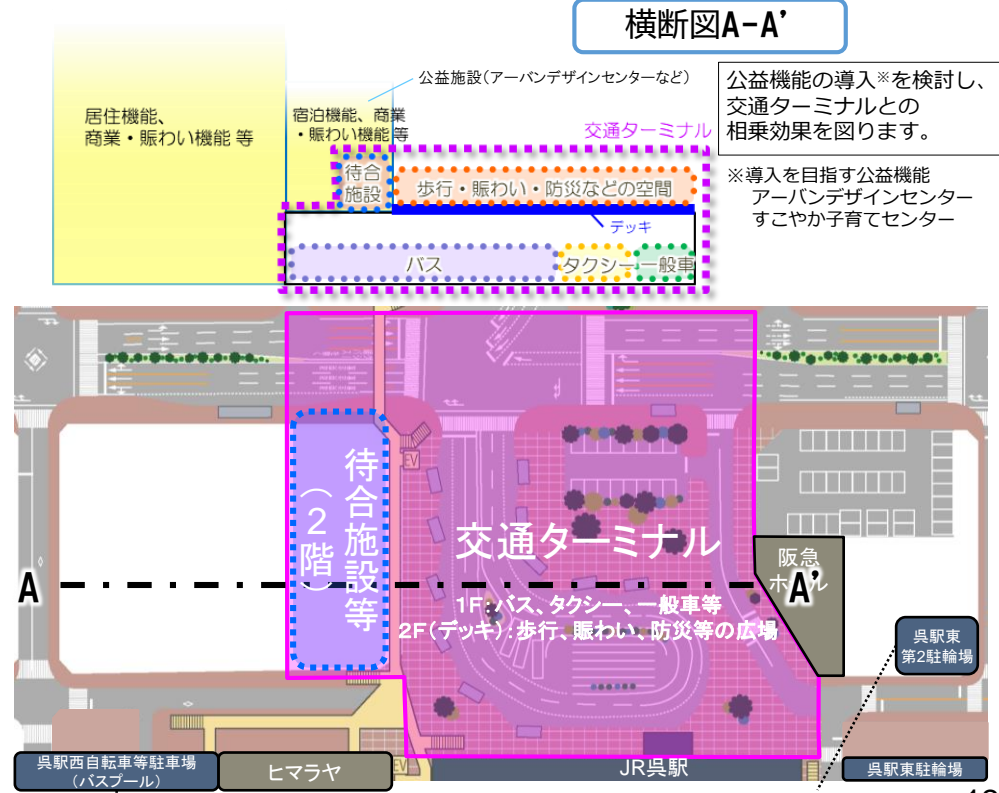 横断図A-A’
公益施設(アーバンデザインセンターなど)
居住機能、
商業・賑わい機能 等
宿泊機能、商業
・賑わい機能 等
交通ターミナル
待合
施設
歩行・賑わい・防災などの空間
デッキ
バス
タクシー
一般車
公益機能の導入※を検討し、
交通ターミナルとの
相乗効果を図ります。
※導入を目指す公益機能
アーバンデザインセンター
すこやか子育てセンター
EV
待合施設等
(2階)
交通ターミナル
1F:バス、タクシー、一般車等
2F(デッキ):歩行、賑わい、防災等の広場
A
A’
阪急
ホテル
呉駅東
第2駐輪場
呉駅西自転車等駐車場
(バスプール)
ヒマラヤ
EV
JR呉駅
呉駅東駐輪場